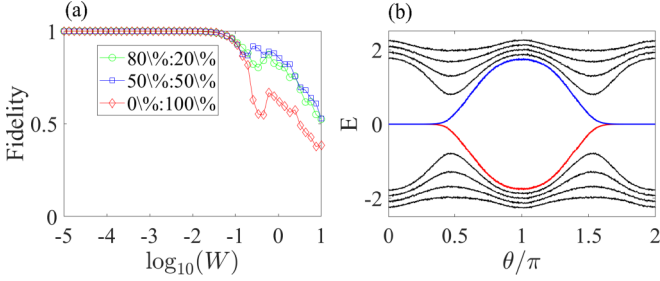 (a)
(b)
1
0.5
0
Fidelity
80\%:20\%
50\%:50\%
0\%:100\%
-5 -4 -3 -2 -1 0 1
log₁₀(W)
2
0
-2
E
0 0.5 1 1.5 2
θ/π